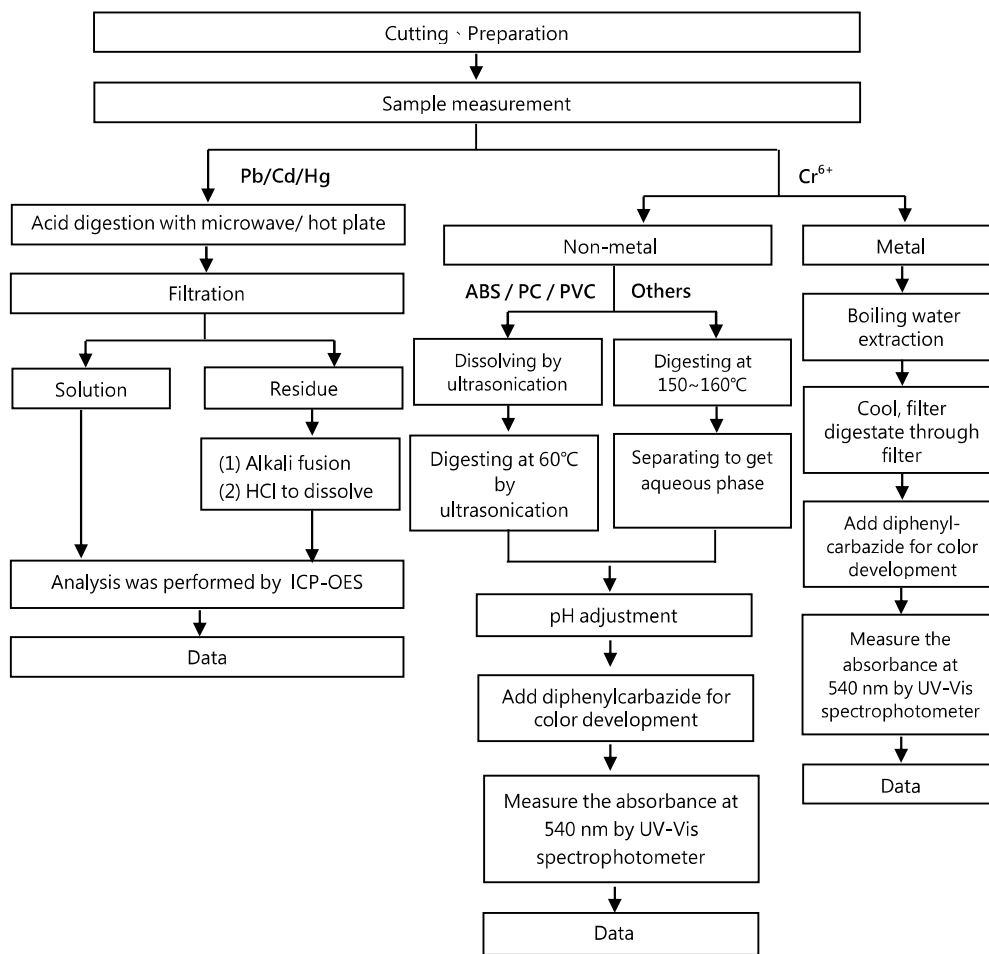 Cutting、Preparation
Sample measurement
Pb/Cd/Hg
Cr⁶⁺
Acid digestion with microwave/ hot plate
Filtration
Solution
Residue
(1) Alkali fusion
(2) HCl to dissolve
Analysis was performed by ICP-OES
Data
Non-metal
ABS / PC / PVC
Others
Dissolving by
ultrasonication
Digesting at 60℃
by
ultrasonication
Digesting at
150~160℃
Separating to get
aqueous phase
pH adjustment
Add diphenylcarbazide for
color development
Measure the absorbance at
540 nm by UV-Vis
spectrophotometer
Data
Metal
Boiling water
extraction
Cool, filter
digestate through
filter
Add diphenyl-
carbazide for color
development
Measure the
absorbance at
540 nm by UV-Vis
spectrophotometer
Data